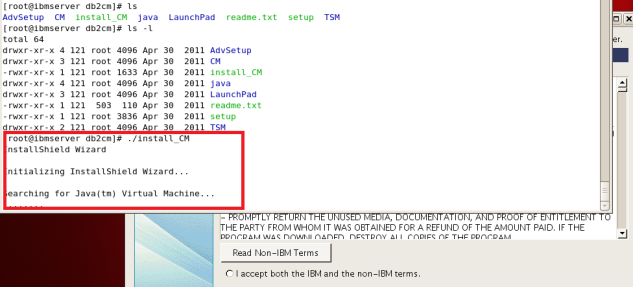 [root@ibmserver db2cm]# ls
AdvSetup CM install_CM java LaunchPad readme.txt setup TSM
[root@ibmserver db2cm]# ls -l
total 64
drwxr-xr-x 4 121 root 4096 Apr 30 2011 AdvSetup
drwxr-xr-x 3 121 root 4096 Apr 30 2011 CM
-rwxr-xr-x 1 121 root 1633 Apr 30 2011 install_CM
drwxr-xr-x 4 121 root 4096 Apr 30 2011 java
drwxr-xr-x 3 121 root 4096 Apr 30 2011 LaunchPad
-rwxr-xr-x 1 121 503 110 Apr 30 2011 readme.txt
-rwxr-xr-x 1 121 root 3836 Apr 30 2011 setup
drwxr-xr-x 2 121 root 4096 Apr 30 2011 TSM
[root@ibmserver db2cm]# ./install_CM
nstallShield Wizard
nitializing InstallShield Wizard...
earching for Java(tm) Virtual Machine...
.......
er.
– PROMPTLY RETURN THE UNUSED MEDIA, DOCUMENTATION, AND PROOF OF ENTITLEMENT TO
THE PARTY FROM WHOM IT WAS OBTAINED FOR A REFUND OF THE AMOUNT PAID. IF THE
PROGRAM WAS DOWNLOADED, DESTROY ALL COPIES OF THE PROGRAM.
Read Non-IBM Terms
I accept both the IBM and the non-IBM terms.